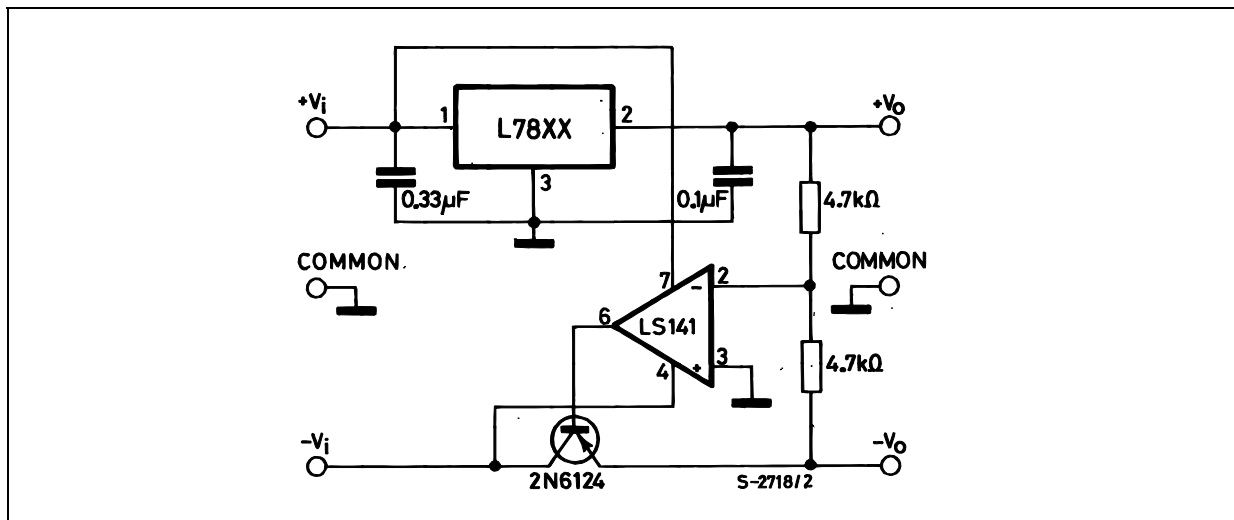 +Vi
1
L78XX
2
+Vo
3
0.33µF
0.1µF
4.7kΩ
COMMON
COMMON
7
2
-
6
LS141
4
+
3
4.7kΩ
-Vi
-Vo
2N6124
S-2718/2